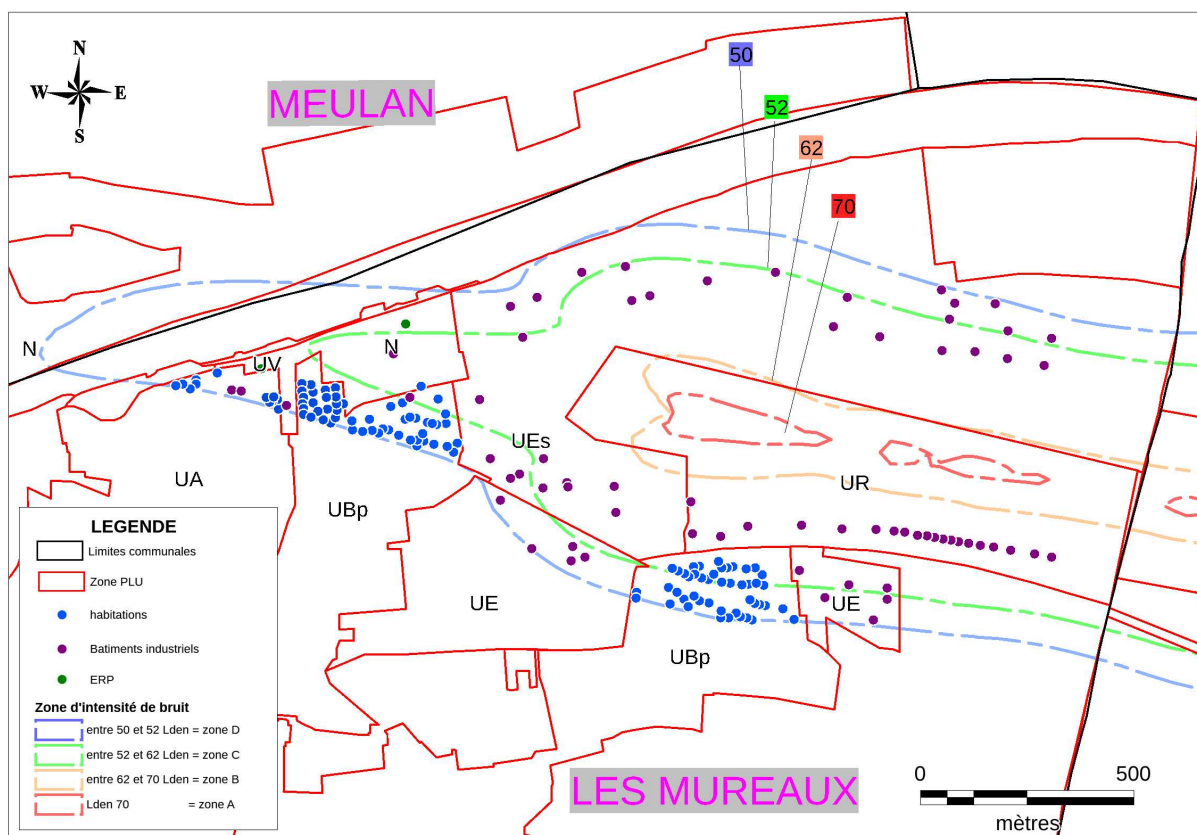 N
W E
S
MEULAN
50
52
62
70
N
UV
N
UEs
UA
UBp
UR
UE
UE
UBp
LEGENDE
Limites communales
Zone PLU
habitations
Batiments industriels
ERP
Zone d'intensité de bruit
entre 50 et 52 Lden = zone D
entre 52 et 62 Lden = zone C
entre 62 et 70 Lden = zone B
Lden 70 = zone A
LES MUREAUX
0 500
mètres